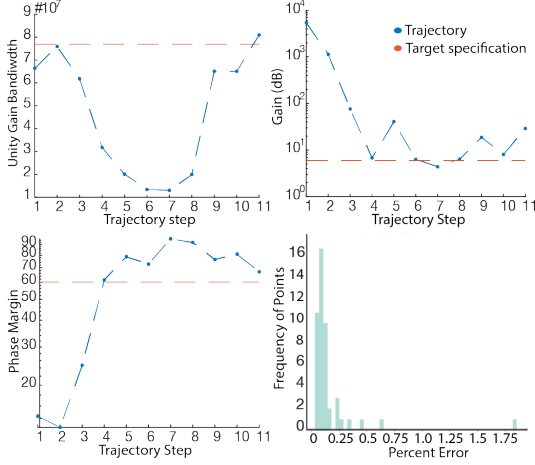 #10⁷
9
8
7
6
5
4
3
2
1
Unity Gain Bandiwdth
1 2 3 4 5 6 7 8 9 10 11
Trajectory step
10⁴
10³
10²
10¹
10⁰
Gain (dB)
Trajectory
Target specification
1 2 3 4 5 6 7 8 9 10 11
Trajectory Step
90
80
70
60
50
40
30
20
Phase Margin
1 2 3 4 5 6 7 8 9 10 11
Trajectory Step
16
14
12
10
8
6
4
2
0
Frequency of Points
0 0.25 0.5 0.75 1.0 1.25 1.5 1.75
Percent Error